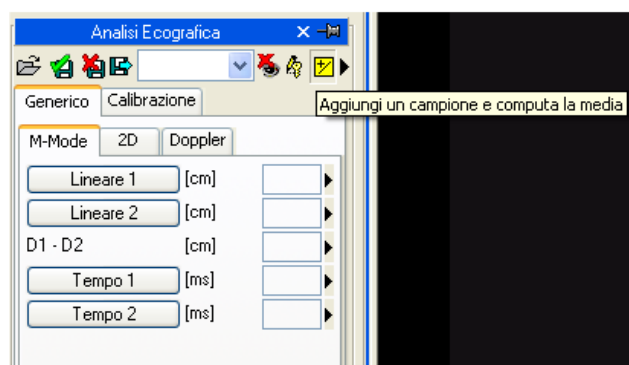 Analisi Ecografica
Generico Calibrazione
Aggiungi un campione e computa la media
M-Mode 2D Doppler
Lineare 1 [cm]
Lineare 2 [cm]
D1 - D2 [cm]
Tempo 1 [ms]
Tempo 2 [ms]